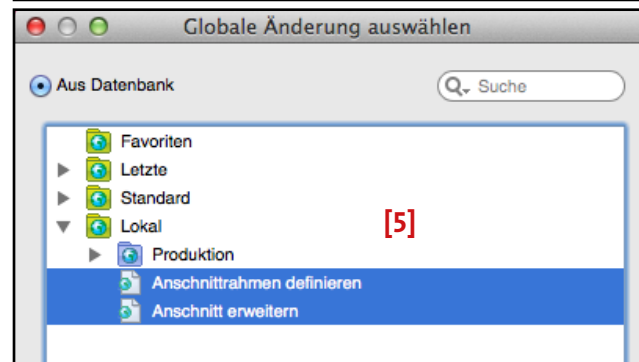 Globale Änderung auswählen
Aus Datenbank
Suche
Favoriten
Letzte
Standard
Lokal
[5]
Produktion
Anschnittrahmen definieren
Anschnitt erweitern